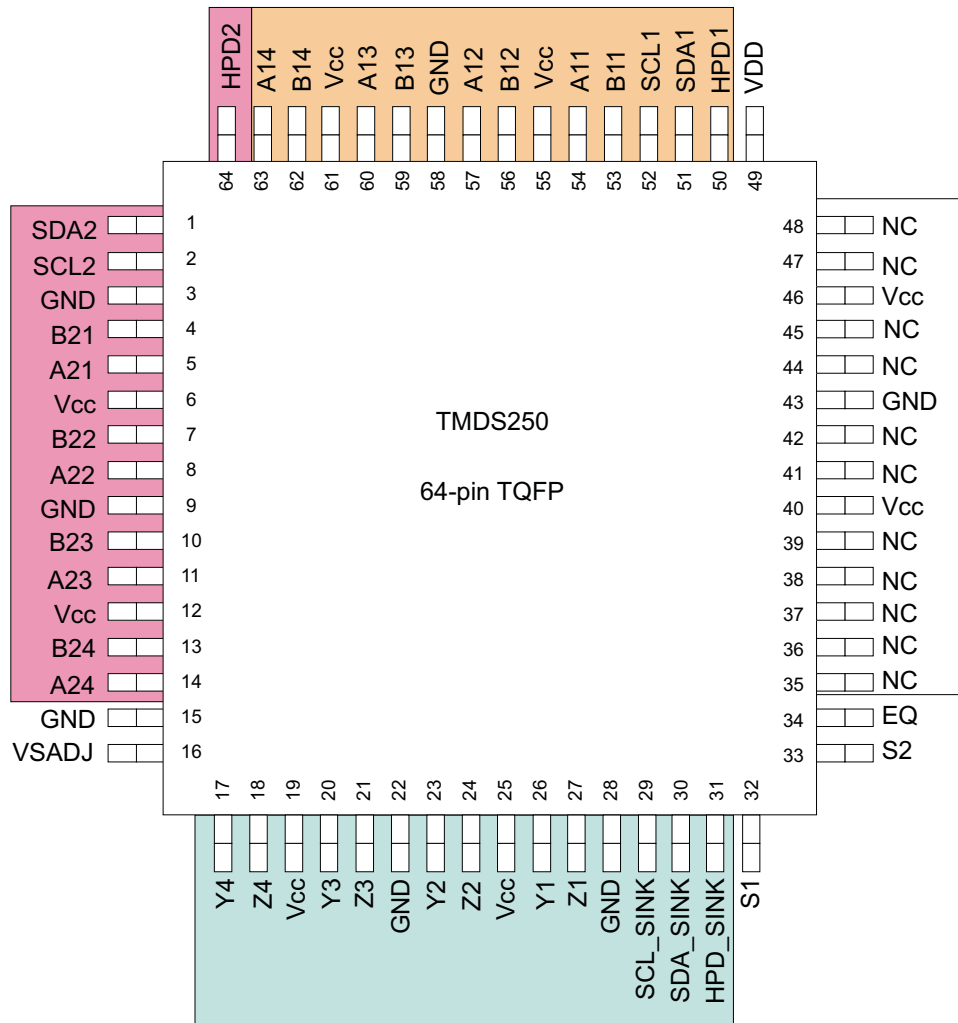 HPD2
A14
B14
Vcc
A13
B13
GND
A12
B12
Vcc
A11
B11
SCL1
SDA1
HPD1
VDD
64
63
62
61
60
59
58
57
56
55
54
53
52
51
50
49
SDA2 1
SCL2 2
GND 3
B21 4
A21 5
Vcc 6
B22 7
A22 8
GND 9
B23 10
A23 11
Vcc 12
B24 13
A24 14
GND 15
VSADJ 16
TMDS250
64-pin TQFP
48 NC
47 NC
46 Vcc
45 NC
44 NC
43 GND
42 NC
41 NC
40 Vcc
39 NC
38 NC
37 NC
36 NC
35 NC
34 EQ
33 S2
17
18
19
20
21
22
23
24
25
26
27
28
29
30
31
32
Y4
Z4
Vcc
Y3
Z3
GND
Y2
Z2
Vcc
Y1
Z1
GND
SCL_SINK
SDA_SINK
HPD_SINK
S1